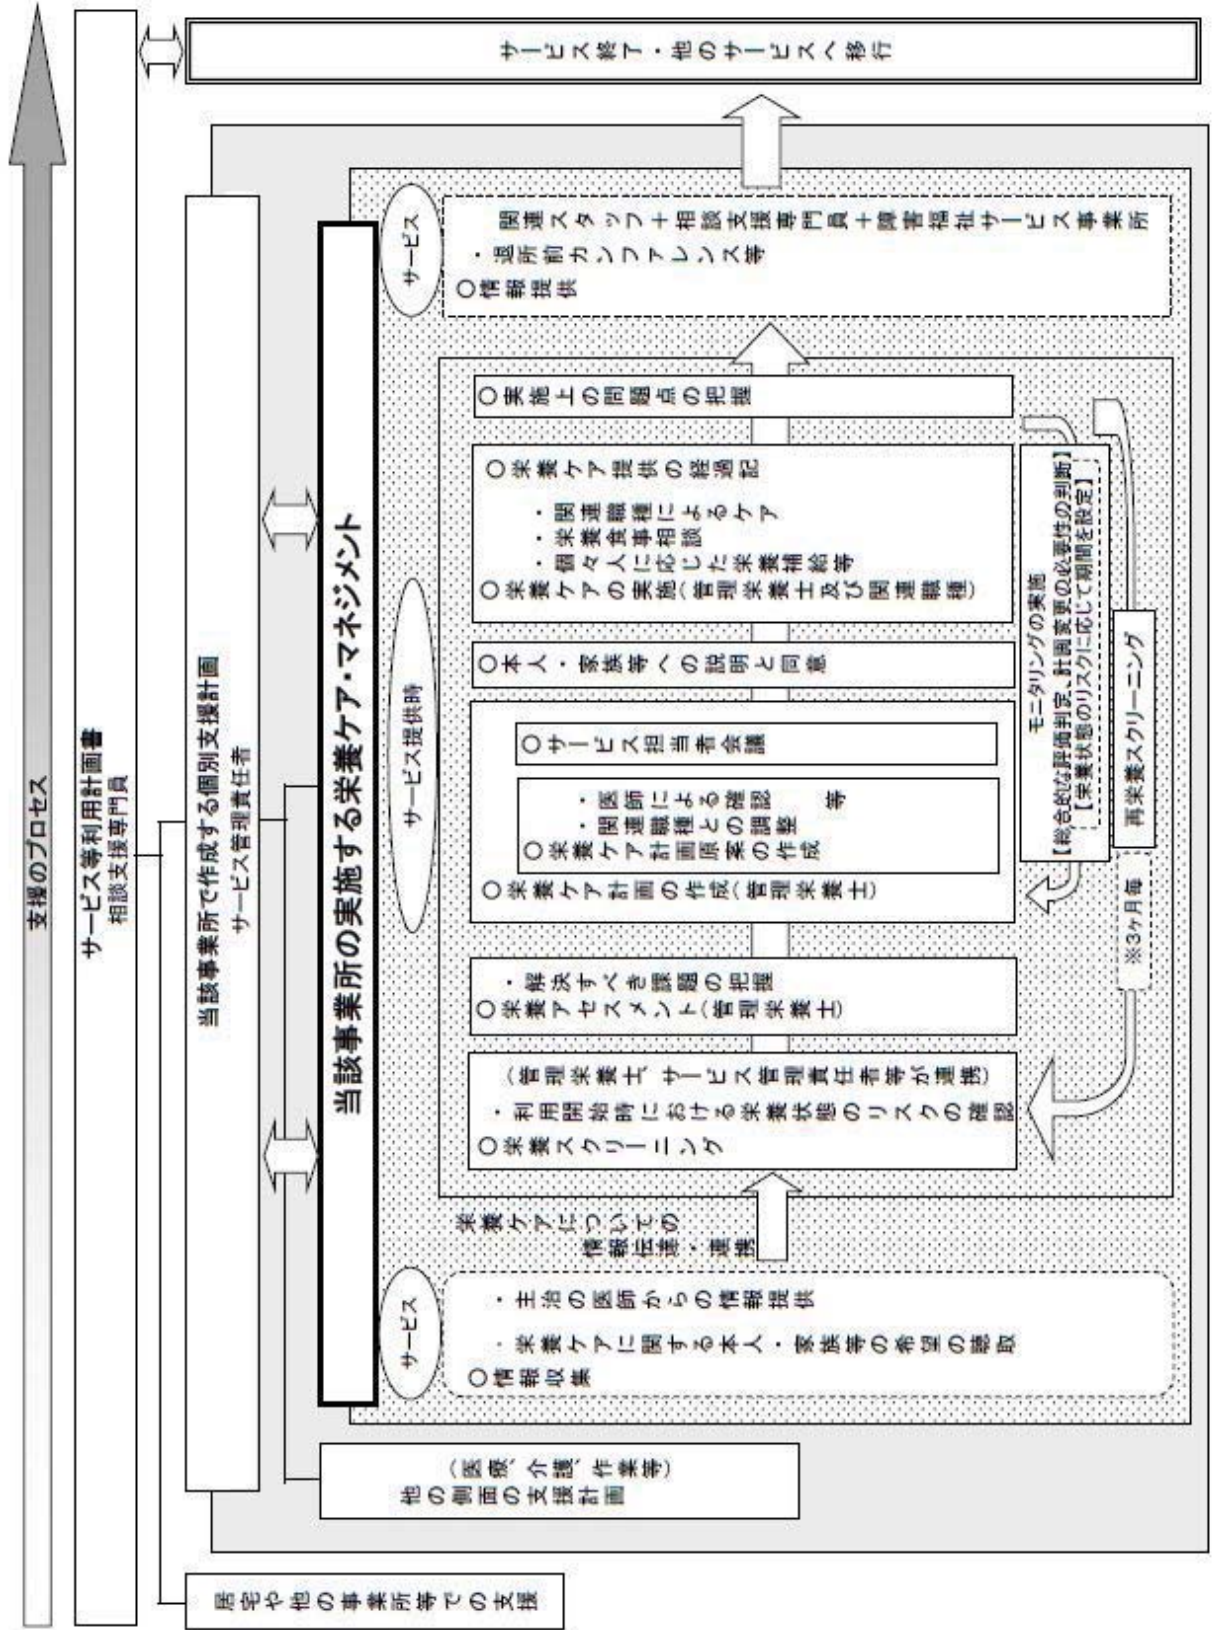 支援のプロセス
サービス等利用計画書
相談支援専門員
居宅や他の事業所等での支援
当該事業所で作成する個別支援計画
サービス管理責任者
他の側面の支援計画
(医療、介護、作業等)
当該事業所の実施する栄養ケア・マネジメント
サービス
○情報収集
・栄養ケアに関する本人・家族等の希望の聴取
・主治の医師からの情報提供
栄養ケアについての
情報伝達・連携
サービス提供時
○栄養スクリーニング
・利用開始時における栄養状態のリスクの確認
(管理栄養士、サービス管理責任者等が連携)
○栄養アセスメント(管理栄養士)
・解決すべき課題の把握
○栄養ケア計画の作成(管理栄養士)
○栄養ケア計画原案の作成
・関連職種との調整
・医師による確認 等
○サービス担当者会議
○本人・家族等への説明と同意
○栄養ケアの実施(管理栄養士及び関連職種)
・個々人に応じた栄養補給等
・栄養食事相談
・関連職種によるケア
○栄養ケア提供の経過記
○実施上の問題点の把握
モニタリングの実施
【総合的な評価判定、計画変更の必要性の判断】
【栄養状態のリスクに応じて期間を設定】
再栄養スクリーニング
※3ヶ月毎
サービス
○情報提供
・退所前カンファレンス等
関連スタッフ+相談支援専門員+障害福祉サービス事業所
サービス終了・他のサービスへ移行